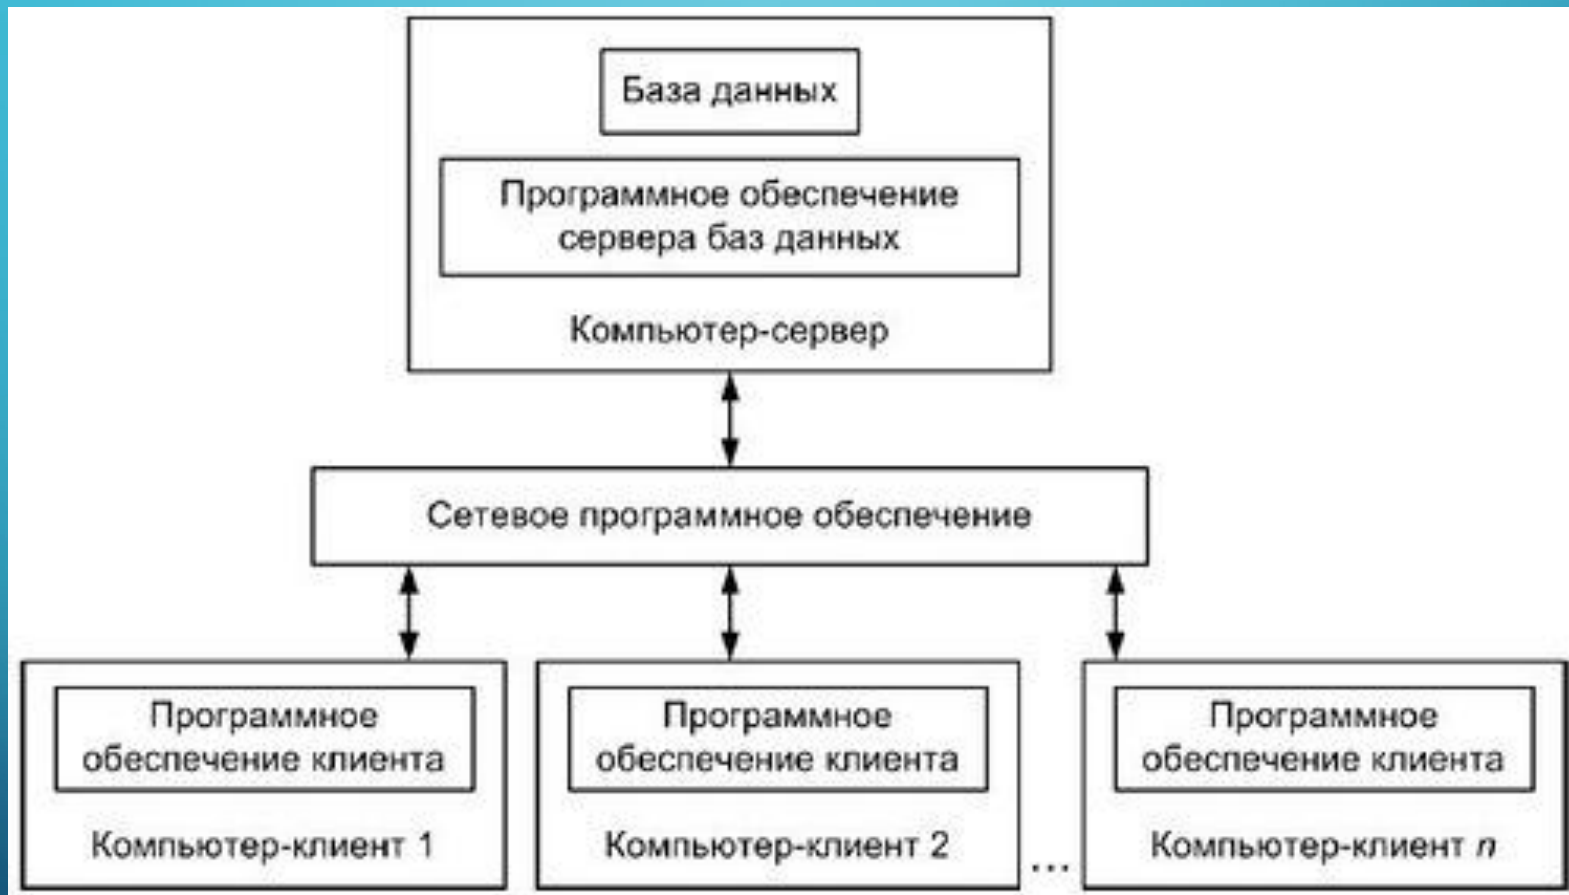 База данных
Программное обеспечение
сервера баз данных
Компьютер-сервер
Сетевое программное обеспечение
Программное
обеспечение клиента
Компьютер-клиент 1
Программное
обеспечение клиента
Компьютер-клиент 2
...
Программное
обеспечение клиента
Компьютер-клиент n